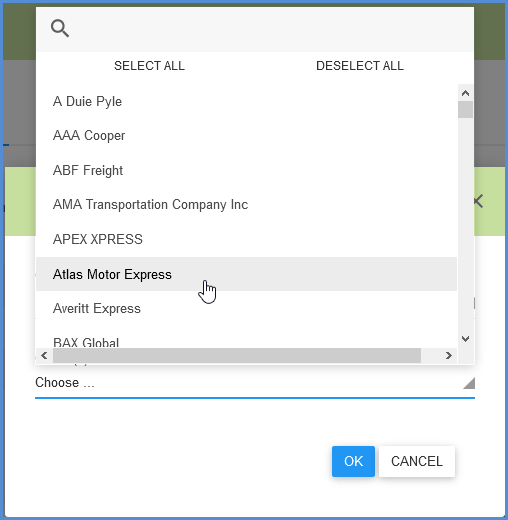 SELECT ALL DESELECT ALL
A Duie Pyle
AAA Cooper
ABF Freight
AMA Transportation Company Inc
APEX XPRESS
Atlas Motor Express
Averitt Express
BAX Global
Choose ...
OK CANCEL